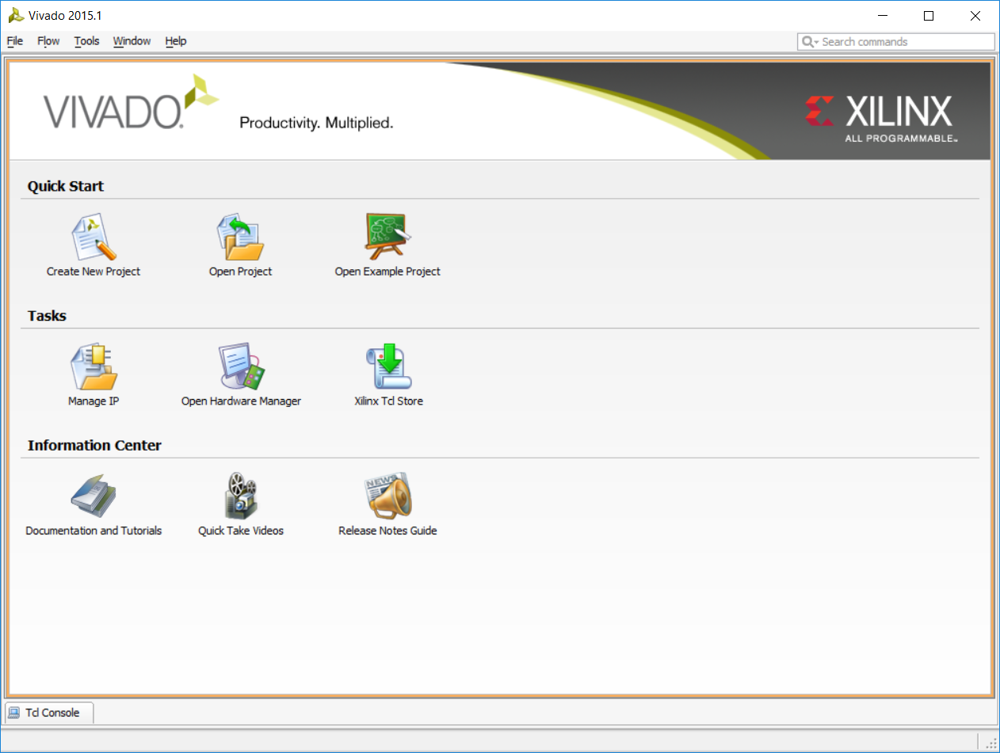 Vivado 2015.1
File Flow Tools Window Help Search commands
VIVADO.
Productivity. Multiplied.
XILINX
ALL PROGRAMMABLE™
Quick Start
Create New Project Open Project Open Example Project
Tasks
Manage IP Open Hardware Manager Xilinx Tcl Store
Information Center
NEWS
Documentation and Tutorials Quick Take Videos Release Notes Guide
Tcl Console